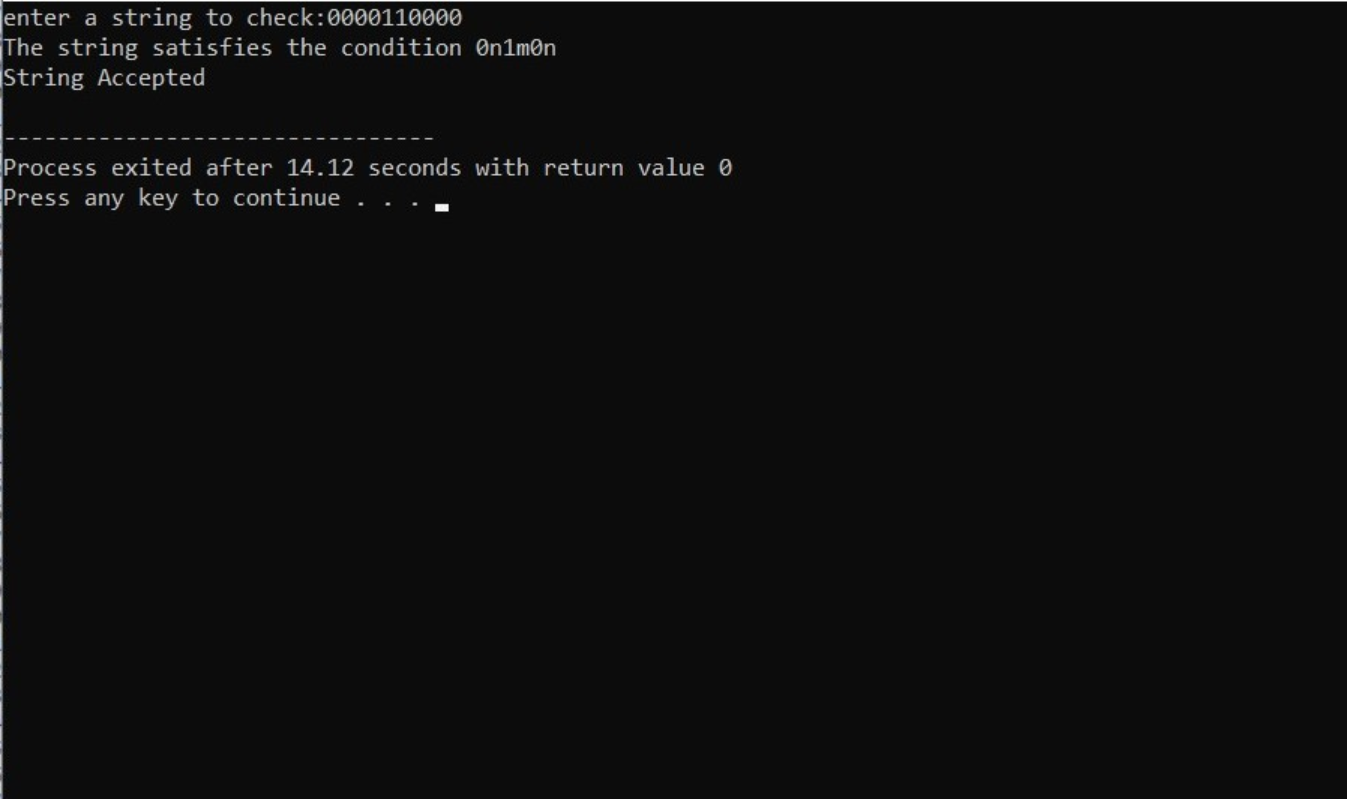 enter a string to check:0000110000
The string satisfies the condition 0n1m0n
String Accepted
--------------------------------
Process exited after 14.12 seconds with return value 0
Press any key to continue . . .